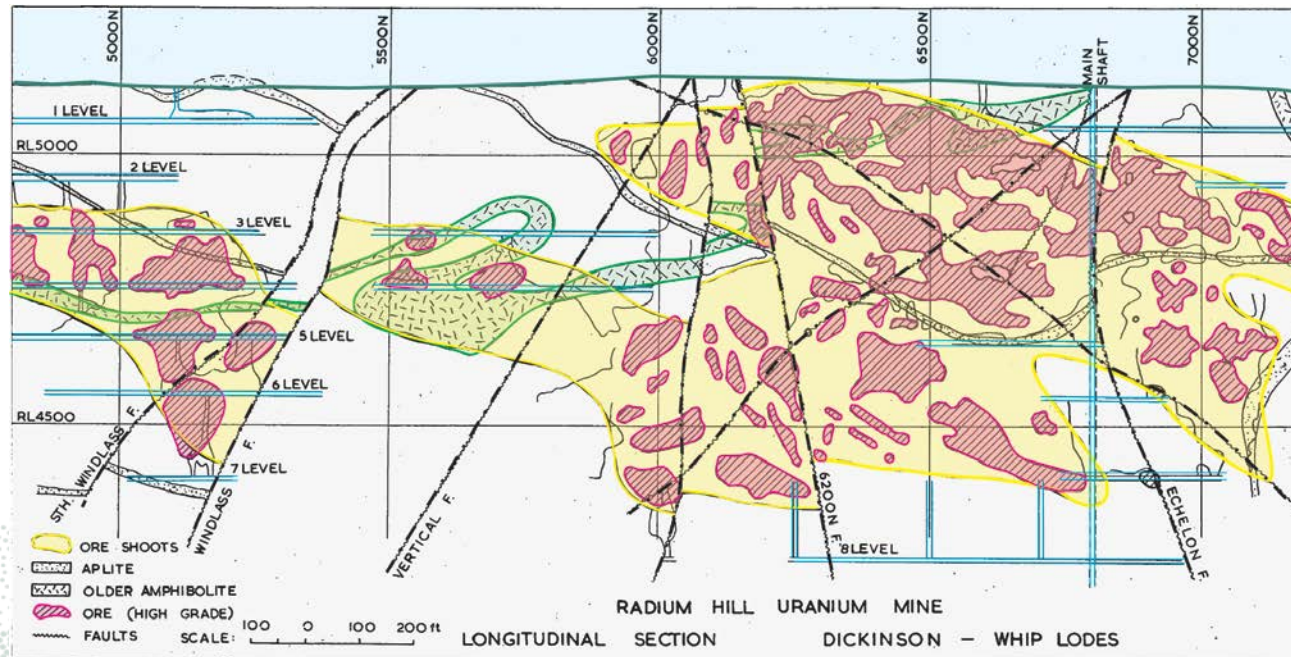 5000N
5500N
6000N
6500N
MAIN
SHAFT
7000N
1 LEVEL
RL5000
2 LEVEL
3 LEVEL
5 LEVEL
6 LEVEL
RL4500
7 LEVEL
STH. WINDLASS F.
WINDLASS F.
VERTICAL F.
6200N F.
8 LEVEL
ECHELON F.
ORE SHOOTS
APLITE
OLDER AMPHIBOLITE
ORE (HIGH GRADE)
FAULTS
SCALE: 100 0 100 200 ft
RADIUM HILL URANIUM MINE
LONGITUDINAL SECTION DICKINSON – WHIP LODES